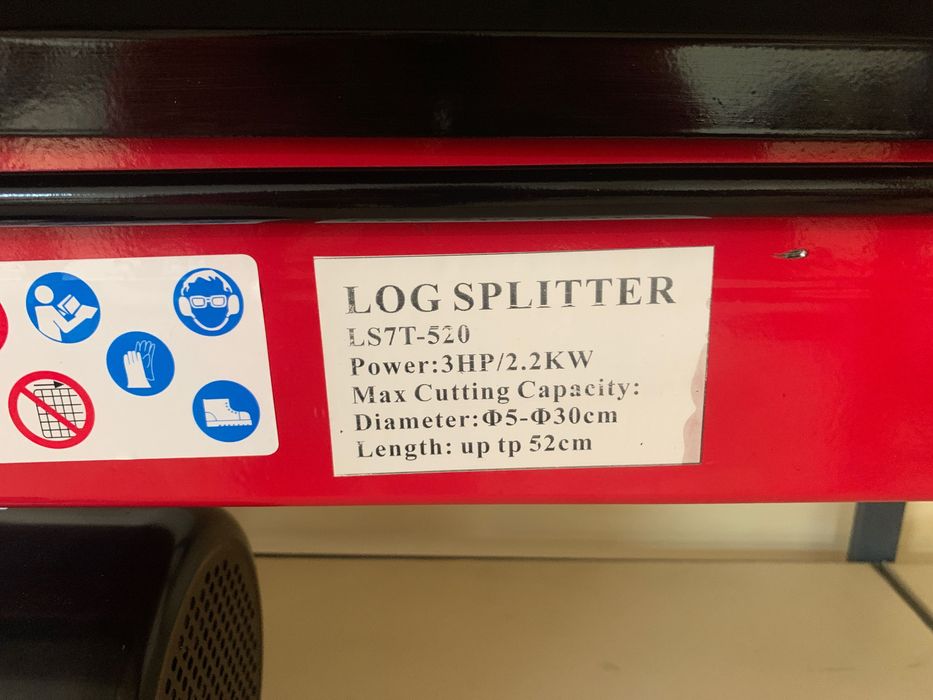 LOG SPLITTER
LS7T-520
Power:3HP/2.2KW
Max Cutting Capacity:
Diameter:Φ5-Φ30cm
Length: up tp 52cm